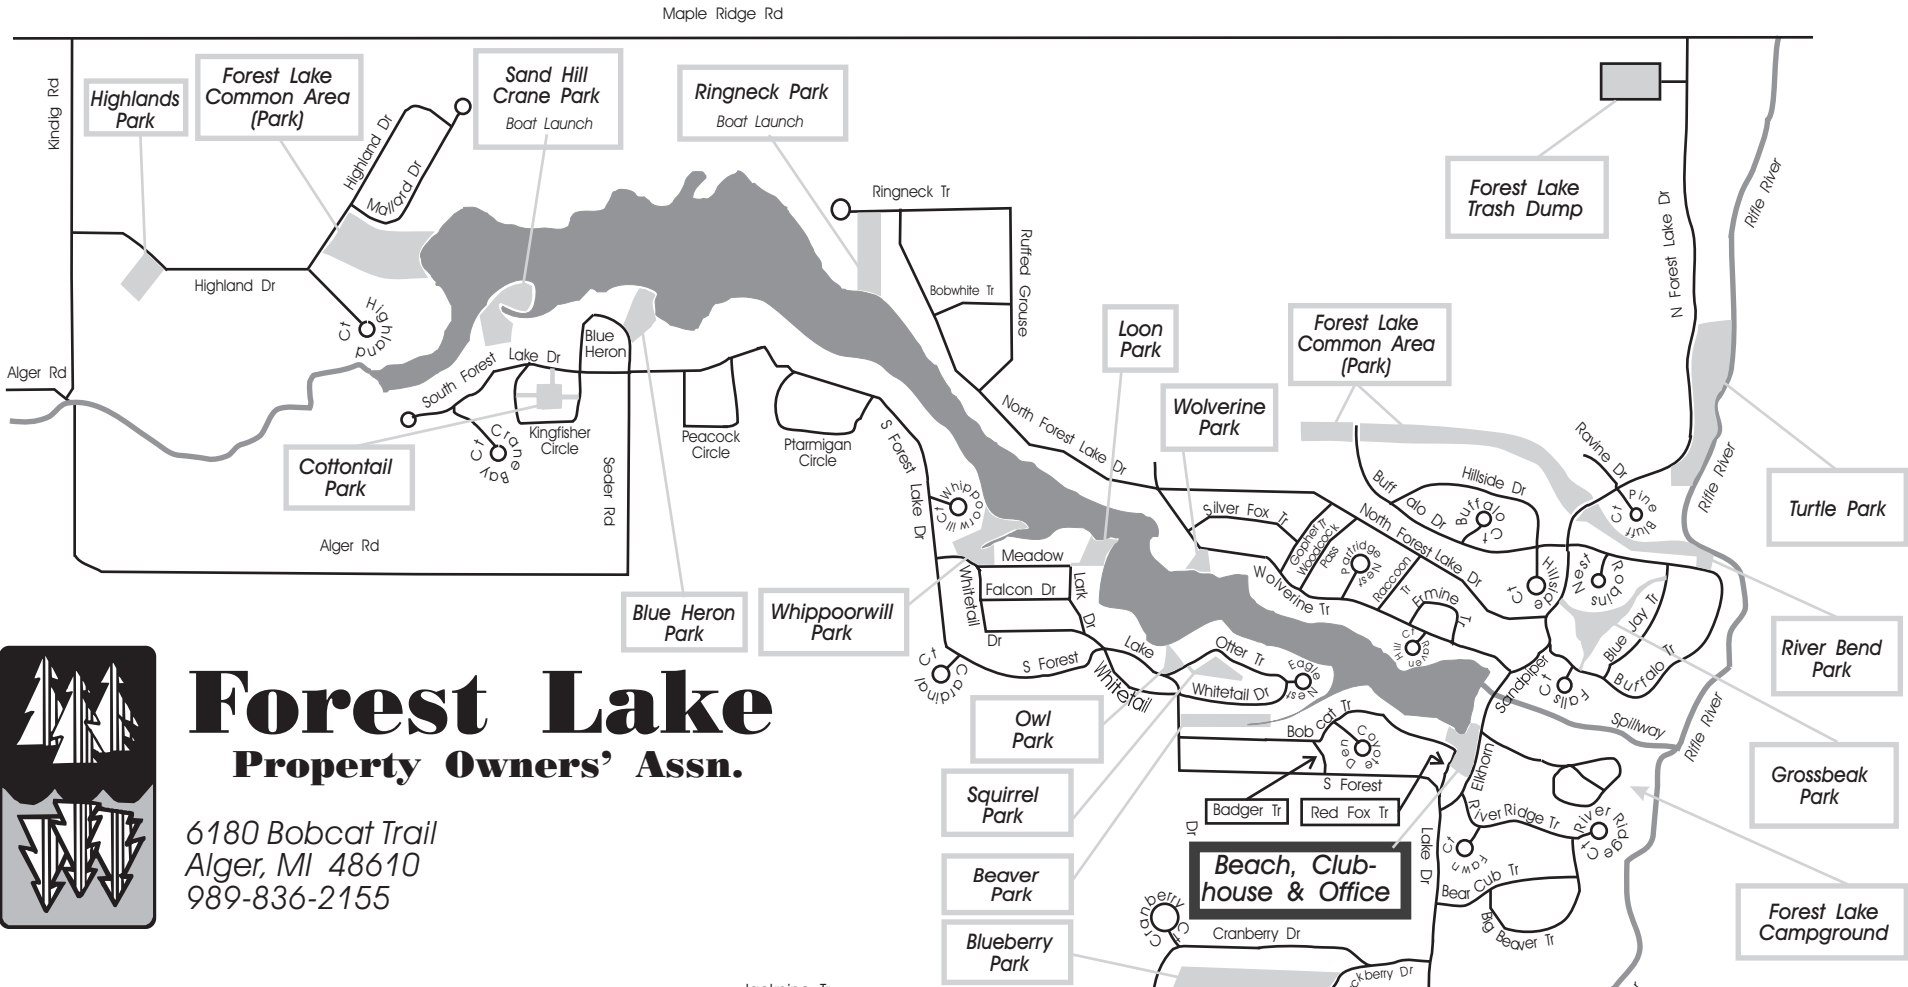 Maple Ridge Rd
Kindig Rd
Highlands
Park
Forest Lake
Common Area
(Park)
Highland Dr
Mallard Dr
Sand Hill
Crane Park
Boat Launch
Ringneck Park
Boat Launch
Ringneck Tr
Ruffed Grouse
Bobwhite Tr
Forest Lake
Trash Dump
N Forest Lake Dr
Rifle River
Highland Dr
Highland Ct
Alger Rd
South Forest Lake Dr
Blue
Heron
Crane Bay Ct
Kingfisher
Circle
Peacock
Circle
Ptarmigan
Circle
Cottontail
Park
Seder Rd
Alger Rd
S Forest Lake Dr
Whippoorwill Ct
North Forest Lake Dr
Loon
Park
Wolverine
Park
Forest Lake
Common Area
(Park)
Ravine Dr
Hillside Dr
Buffalo Dr
Buffalo Ct
Pine Bluff Ct
Rifle River
Turtle Park
Silver Fox Tr
Gopher Tr
Woodcock
Pass
Partridge Nest
Raccoon
Tr
North Forest Lake Dr
Ermine Tr
Wolverine Tr
Raven Hill Ct
Hillside Ct
Robins Nest
Blue Jay Tr
Buffalo Tr
Falls Ct
Sandpiper
Meadow
Falcon Dr
Lark Dr
Whitetail
Dr
Blue Heron
Park
Whippoorwill
Park
Cardinal Ct
S Forest
Lake
Whitetail
Otter Tr
Whitetail Dr
Eagle Nest
River Bend
Park
Spillway
Rifle River
Forest Lake
Property Owners' Assn.
6180 Bobcat Trail
Alger, MI 48610
989-836-2155
Owl
Park
Bobcat Tr
Coyote Den
Elkhorn
Squirrel
Park
S Forest
Badger Tr
Red Fox Tr
Dr
Lake Dr
Grossbeak
Park
River Ridge Tr
River Ridge Ct
Fawn Ct
Beach, Club-
house & Office
Beaver
Park
Bear Cub Tr
Big Beaver Tr
Forest Lake
Campground
Cranberry Ct
Cranberry Dr
Blueberry
Park
ckberry Dr